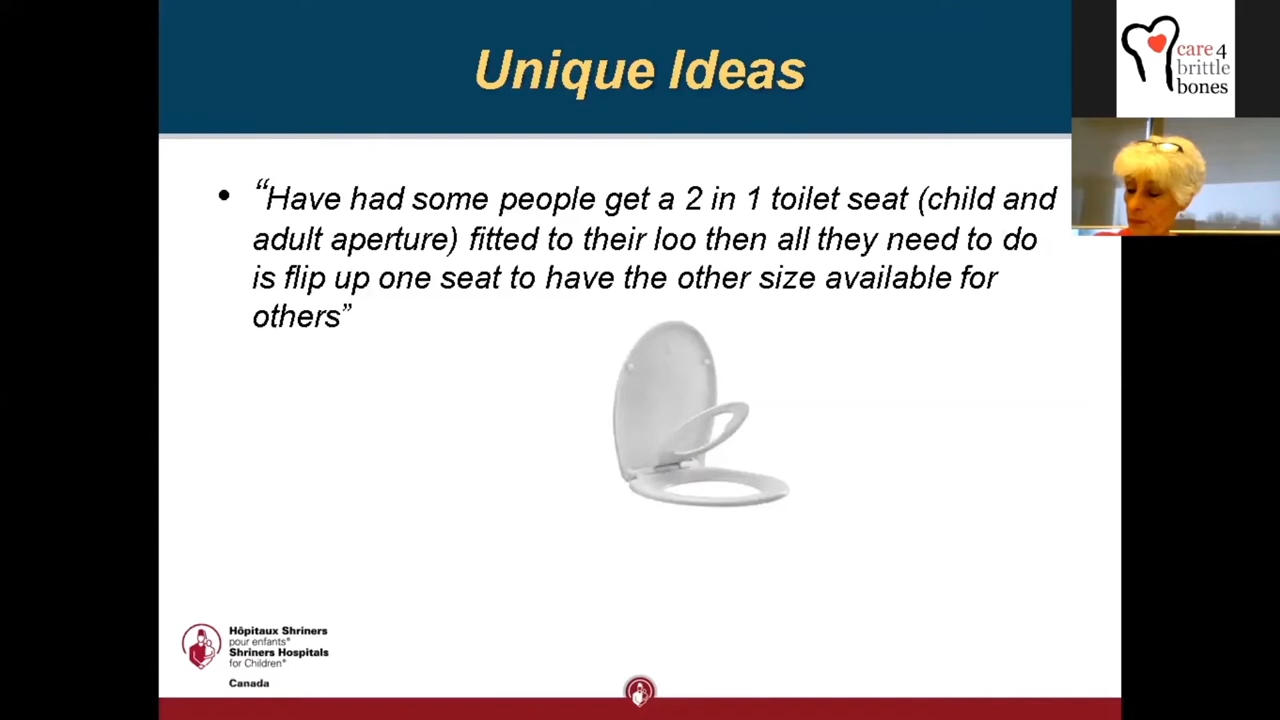 Unique Ideas
care 4
brittle
bones
• “Have had some people get a 2 in 1 toilet seat (child and
adult aperture) fitted to their loo then all they need to do
is flip up one seat to have the other size available for
others”
Hôpitaux Shriners
pour enfants®
Shriners Hospitals
for Children®
Canada